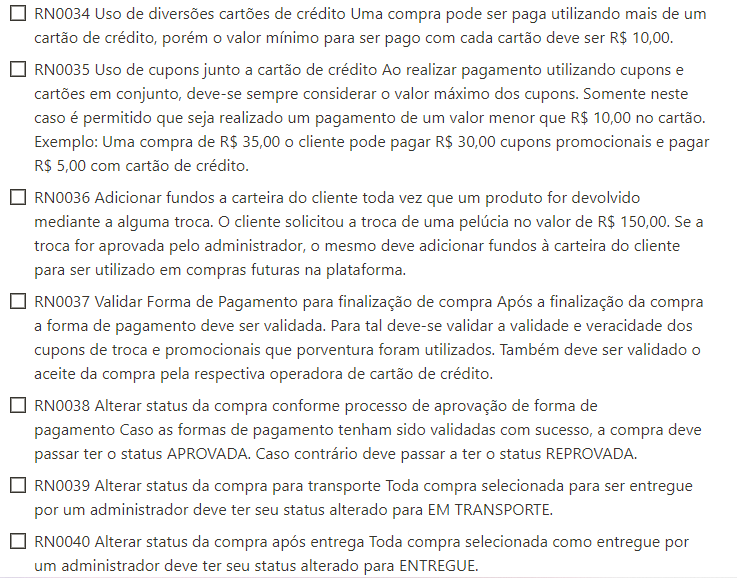 RN0034 Uso de diversões cartões de crédito Uma compra pode ser paga utilizando mais de um
cartão de crédito, porém o valor mínimo para ser pago com cada cartão deve ser R$ 10,00.
RN0035 Uso de cupons junto a cartão de crédito Ao realizar pagamento utilizando cupons e
cartões em conjunto, deve-se sempre considerar o valor máximo dos cupons. Somente neste
caso é permitido que seja realizado um pagamento de um valor menor que R$ 10,00 no cartão.
Exemplo: Uma compra de R$ 35,00 o cliente pode pagar R$ 30,00 cupons promocionais e pagar
R$ 5,00 com cartão de crédito.
RN0036 Adicionar fundos a carteira do cliente toda vez que um produto for devolvido
mediante a alguma troca. O cliente solicitou a troca de uma pelúcia no valor de R$ 150,00. Se a
troca for aprovada pelo administrador, o mesmo deve adicionar fundos à carteira do cliente
para ser utilizado em compras futuras na plataforma.
RN0037 Validar Forma de Pagamento para finalização de compra Após a finalização da compra
a forma de pagamento deve ser validada. Para tal deve-se validar a validade e veracidade dos
cupons de troca e promocionais que porventura foram utilizados. Também deve ser validado o
aceite da compra pela respectiva operadora de cartão de crédito.
RN0038 Alterar status da compra conforme processo de aprovação de forma de
pagamento Caso as formas de pagamento tenham sido validadas com sucesso, a compra deve
passar ter o status APROVADA. Caso contrário deve passar a ter o status REPROVADA.
RN0039 Alterar status da compra para transporte Toda compra selecionada para ser entregue
por um administrador deve ter seu status alterado para EM TRANSPORTE.
RN0040 Alterar status da compra após entrega Toda compra selecionada como entregue por
um administrador deve ter seu status alterado para ENTREGUE.